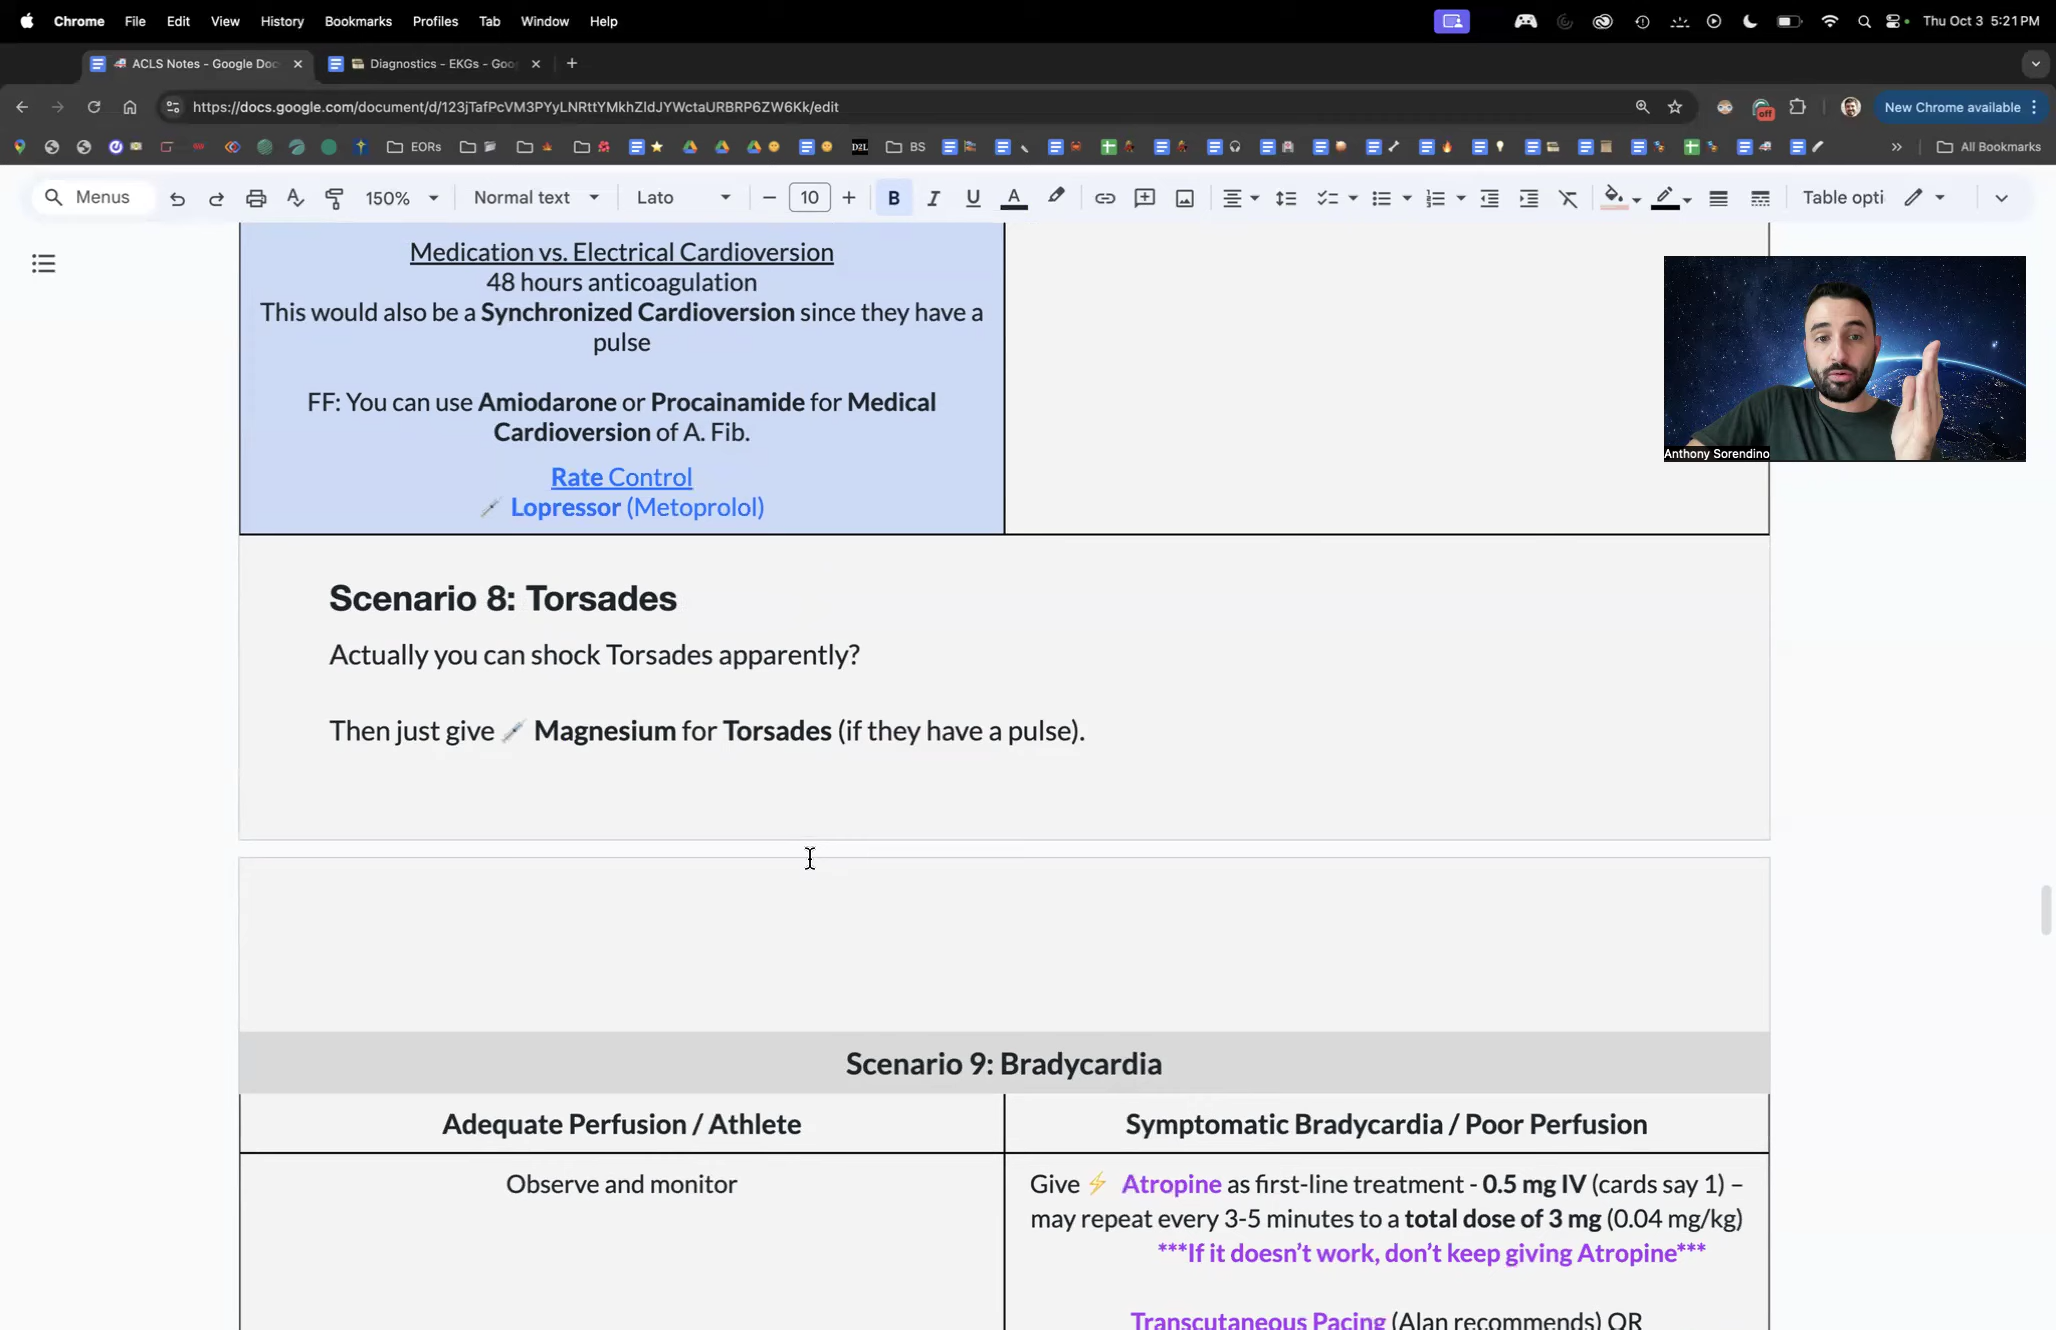 Chrome File Edit View History Bookmarks Profiles Tab Window Help Thu Oct 3 5:21 PM
ACLS Notes - Google Doc Diagnostics - EKGs - Goo
https://docs.google.com/document/d/123jTafPcVM3PYyLNRttYMkhZldJYWctaURBRP6ZW6Kk/edit off New Chrome available
EORs D2L BS All Bookmarks
Menus 150% Normal text Lato 10 B I U A Table opti
Medication vs. Electrical Cardioversion
48 hours anticoagulation
This would also be a Synchronized Cardioversion since they have a
pulse
FF: You can use Amiodarone or Procainamide for Medical
Cardioversion of A. Fib.
Rate Control
Lopressor (Metoprolol)
Anthony Sorendino
Scenario 8: Torsades
Actually you can shock Torsades apparently?
Then just give Magnesium for Torsades (if they have a pulse).
Scenario 9: Bradycardia
Adequate Perfusion / Athlete
Observe and monitor
Symptomatic Bradycardia / Poor Perfusion
Give ⚡ Atropine as first-line treatment - 0.5 mg IV (cards say 1) –
may repeat every 3-5 minutes to a total dose of 3 mg (0.04 mg/kg)
***If it doesn’t work, don’t keep giving Atropine***
Transcutaneous Pacing (Alan recommends) OR